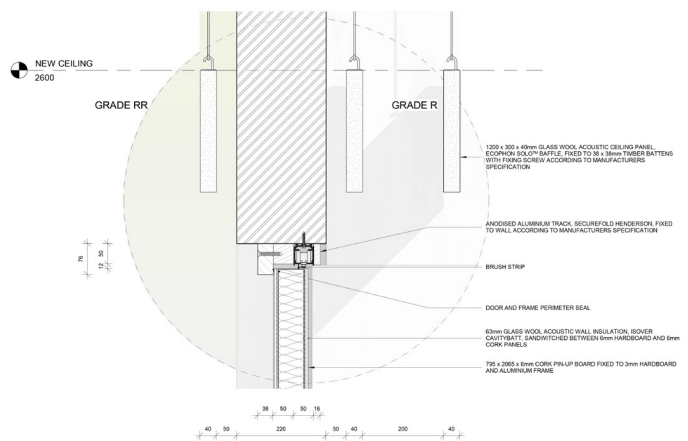 NEW CEILING
2600
GRADE RR
GRADE R
1200 x 300 x 40mm GLASS WOOL ACOUSTIC CEILING PANEL,
ECOPHON SOLO™ BAFFLE, FIXED TO 38 x 38mm TIMBER BATTENS
WITH FIXING SCREW ACCORDING TO MANUFACTURERS
SPECIFICATION
ANODISED ALUMINIUM TRACK, SECUREFOLD HENDERSON, FIXED
TO WALL ACCORDING TO MANUFACTURERS SPECIFICATION
76
50
12
BRUSH STRIP
DOOR AND FRAME PERIMETER SEAL
63mm GLASS WOOL ACOUSTIC WALL INSULATION, ISOVER
CAVITYBATT, SANDWITCHED BETWEEN 6mm HARDBOARD AND 6mm
CORK PANELS
795 x 2065 x 6mm CORK PIN-UP BOARD FIXED TO 3mm HARDBOARD
AND ALUMINIUM FRAME
38 50 50 16
40 50 220 50 40 200 40